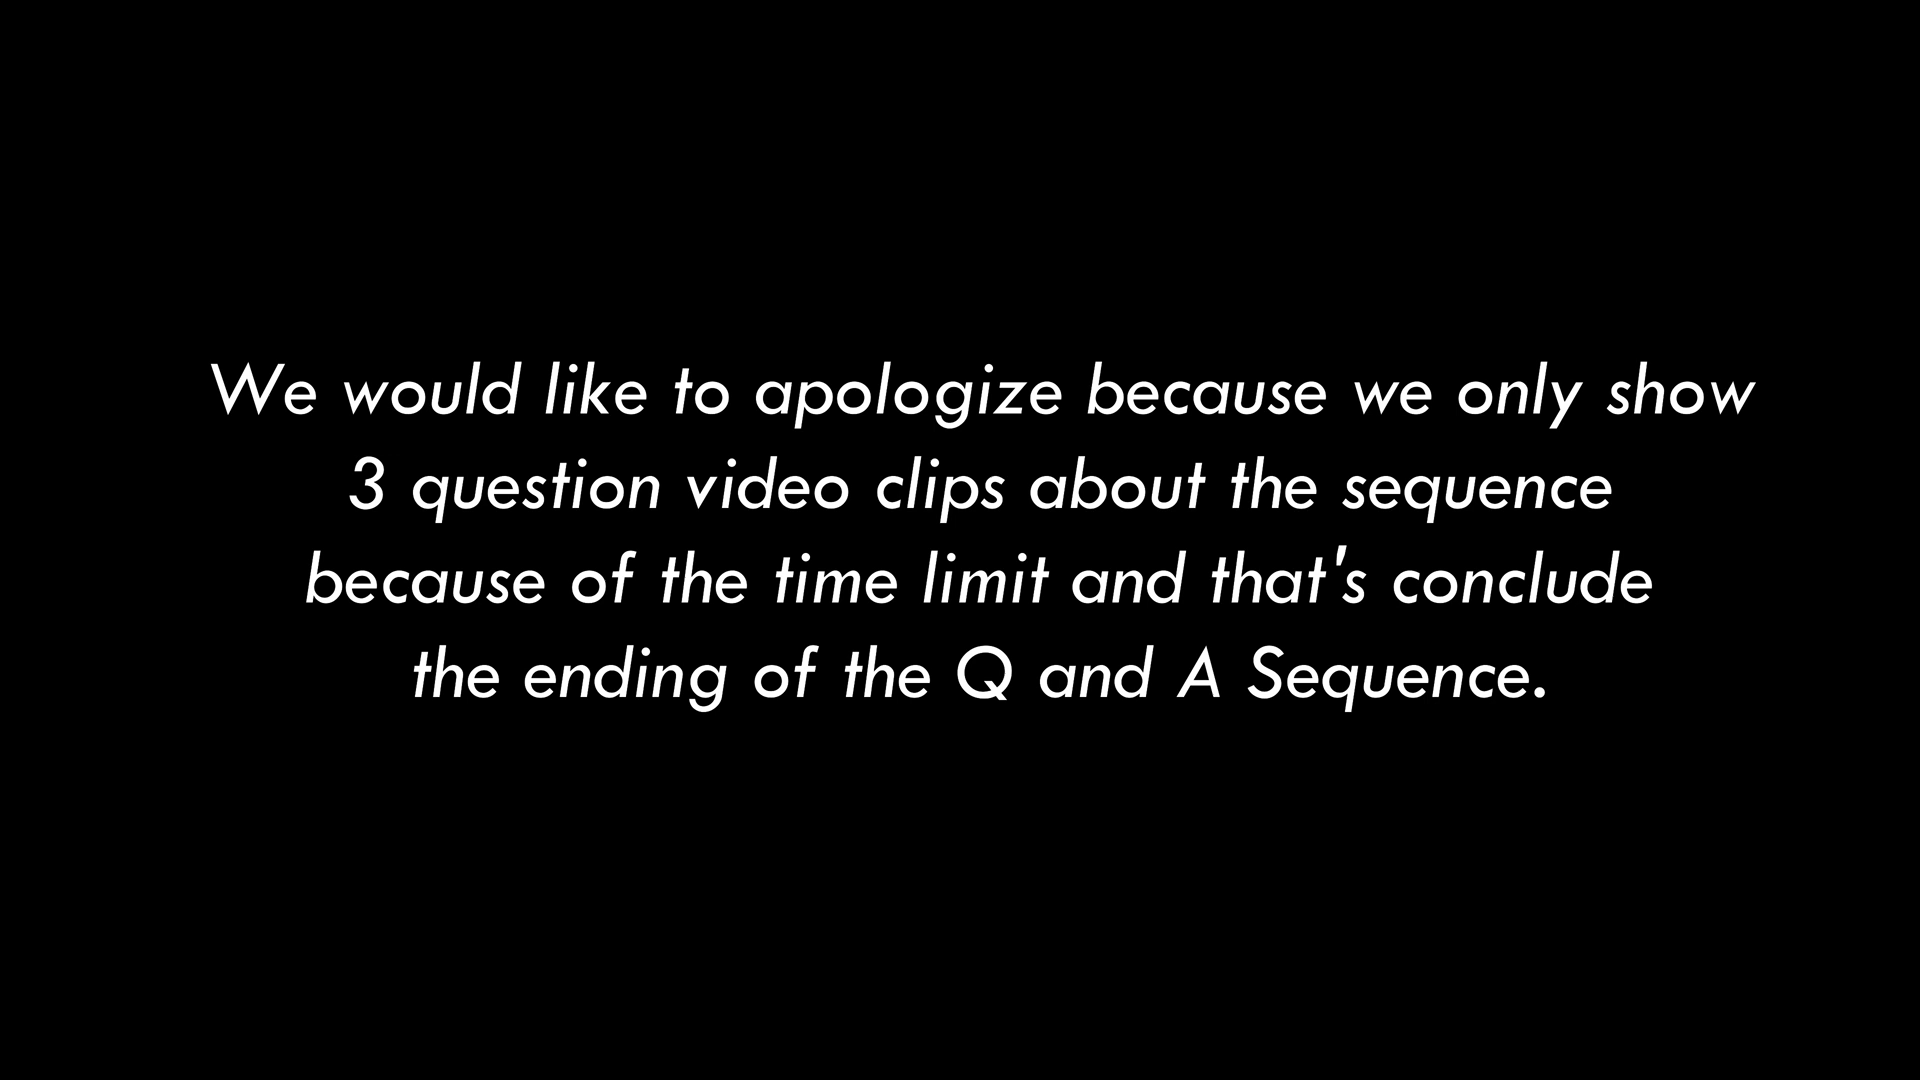 We would like to apologize because we only show
3 question video clips about the sequence
because of the time limit and that's conclude
the ending of the Q and A Sequence.